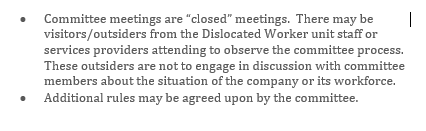 • Committee meetings are “closed” meetings.  There may be
visitors/outsiders from the Dislocated Worker unit staff or
services providers attending to observe the committee process.
These outsiders are not to engage in discussion with committee
members about the situation of the company or its workforce.
• Additional rules may be agreed upon by the committee.